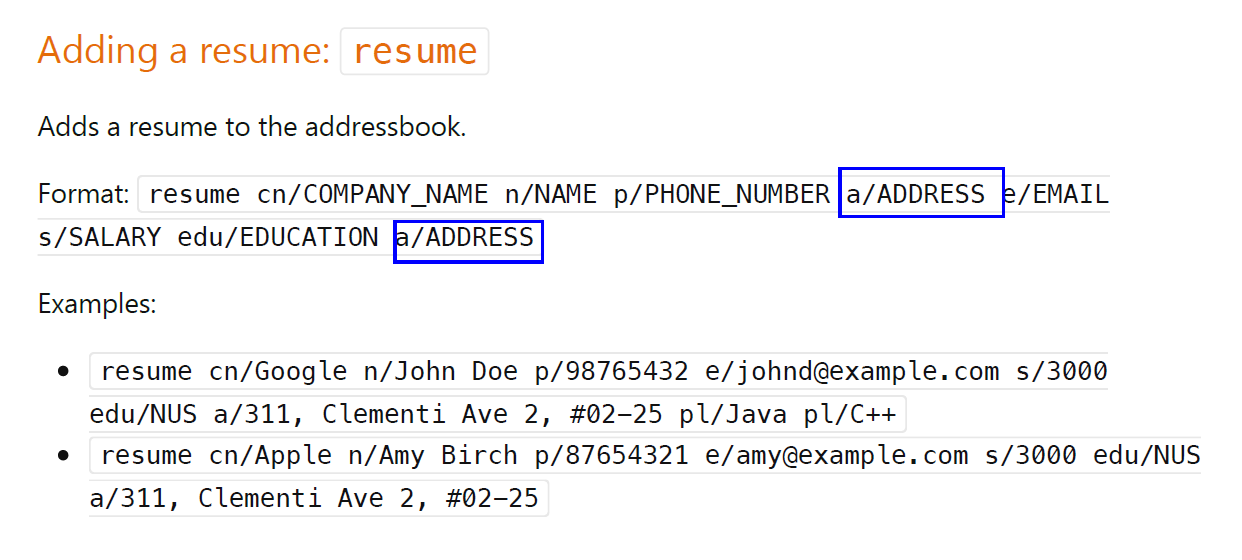 Adding a resume: resume
Adds a resume to the addressbook.
Format: resume cn/COMPANY_NAME n/NAME p/PHONE_NUMBER a/ADDRESS e/EMAIL
s/SALARY edu/EDUCATION a/ADDRESS
Examples:
• resume cn/Google n/John Doe p/98765432 e/johnd@example.com s/3000
edu/NUS a/311, Clementi Ave 2, #02-25 pl/Java pl/C++
• resume cn/Apple n/Amy Birch p/87654321 e/amy@example.com s/3000 edu/NUS
a/311, Clementi Ave 2, #02-25